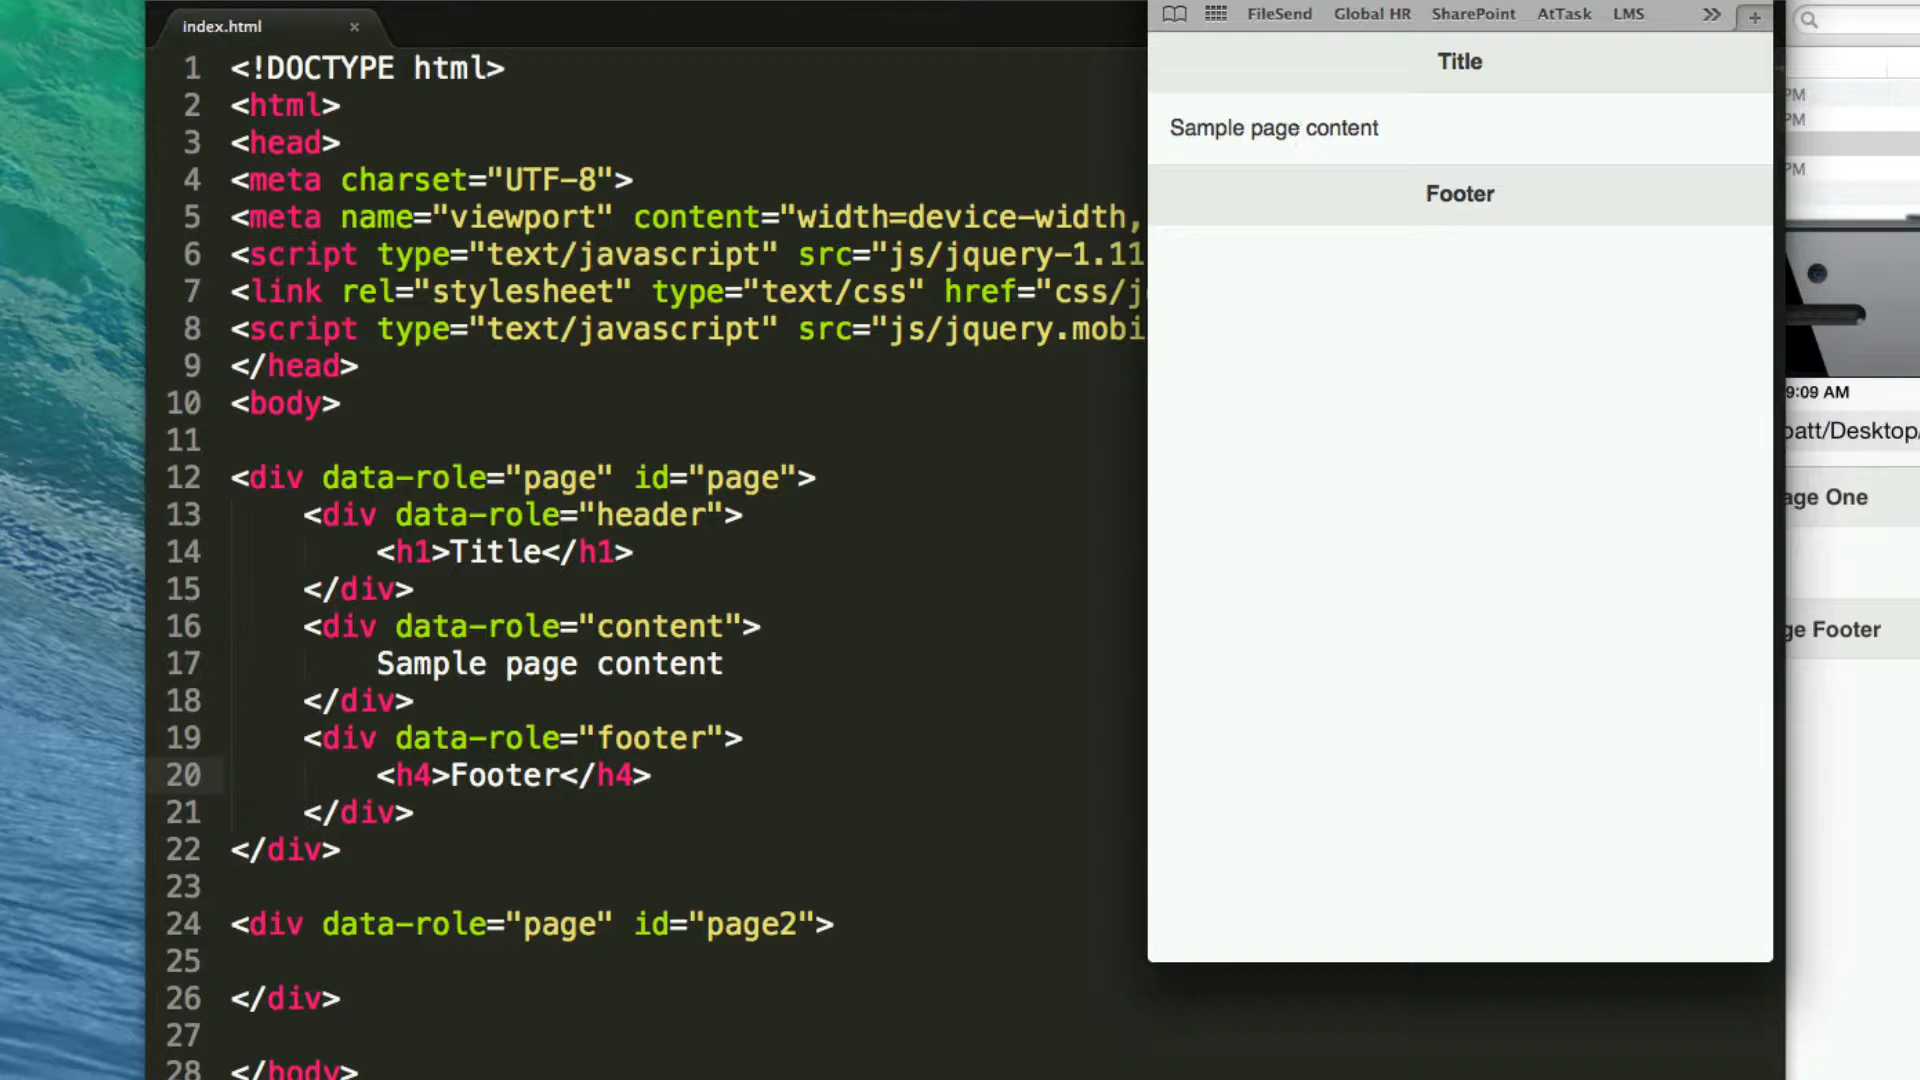 index.html
1 <!DOCTYPE html>
2 <html>
3 <head>
4 <meta charset="UTF-8">
5 <meta name="viewport" content="width=device-width,
6 <script type="text/javascript" src="js/jquery-1.11
7 <link rel="stylesheet" type="text/css" href="css/j
8 <script type="text/javascript" src="js/jquery.mobi
9 </head>
10 <body>
11
12 <div data-role="page" id="page">
13 <div data-role="header">
14 <h1>Title</h1>
15 </div>
16 <div data-role="content">
17 Sample page content
18 </div>
19 <div data-role="footer">
20 <h4>Footer</h4>
21 </div>
22 </div>
23
24 <div data-role="page" id="page2">
25
26 </div>
27
28 </body>
FileSend Global HR SharePoint AtTask LMS
Title
Sample page content
Footer
PM
PM
PM
9:09 AM
patt/Desktop/
age One
ge Footer